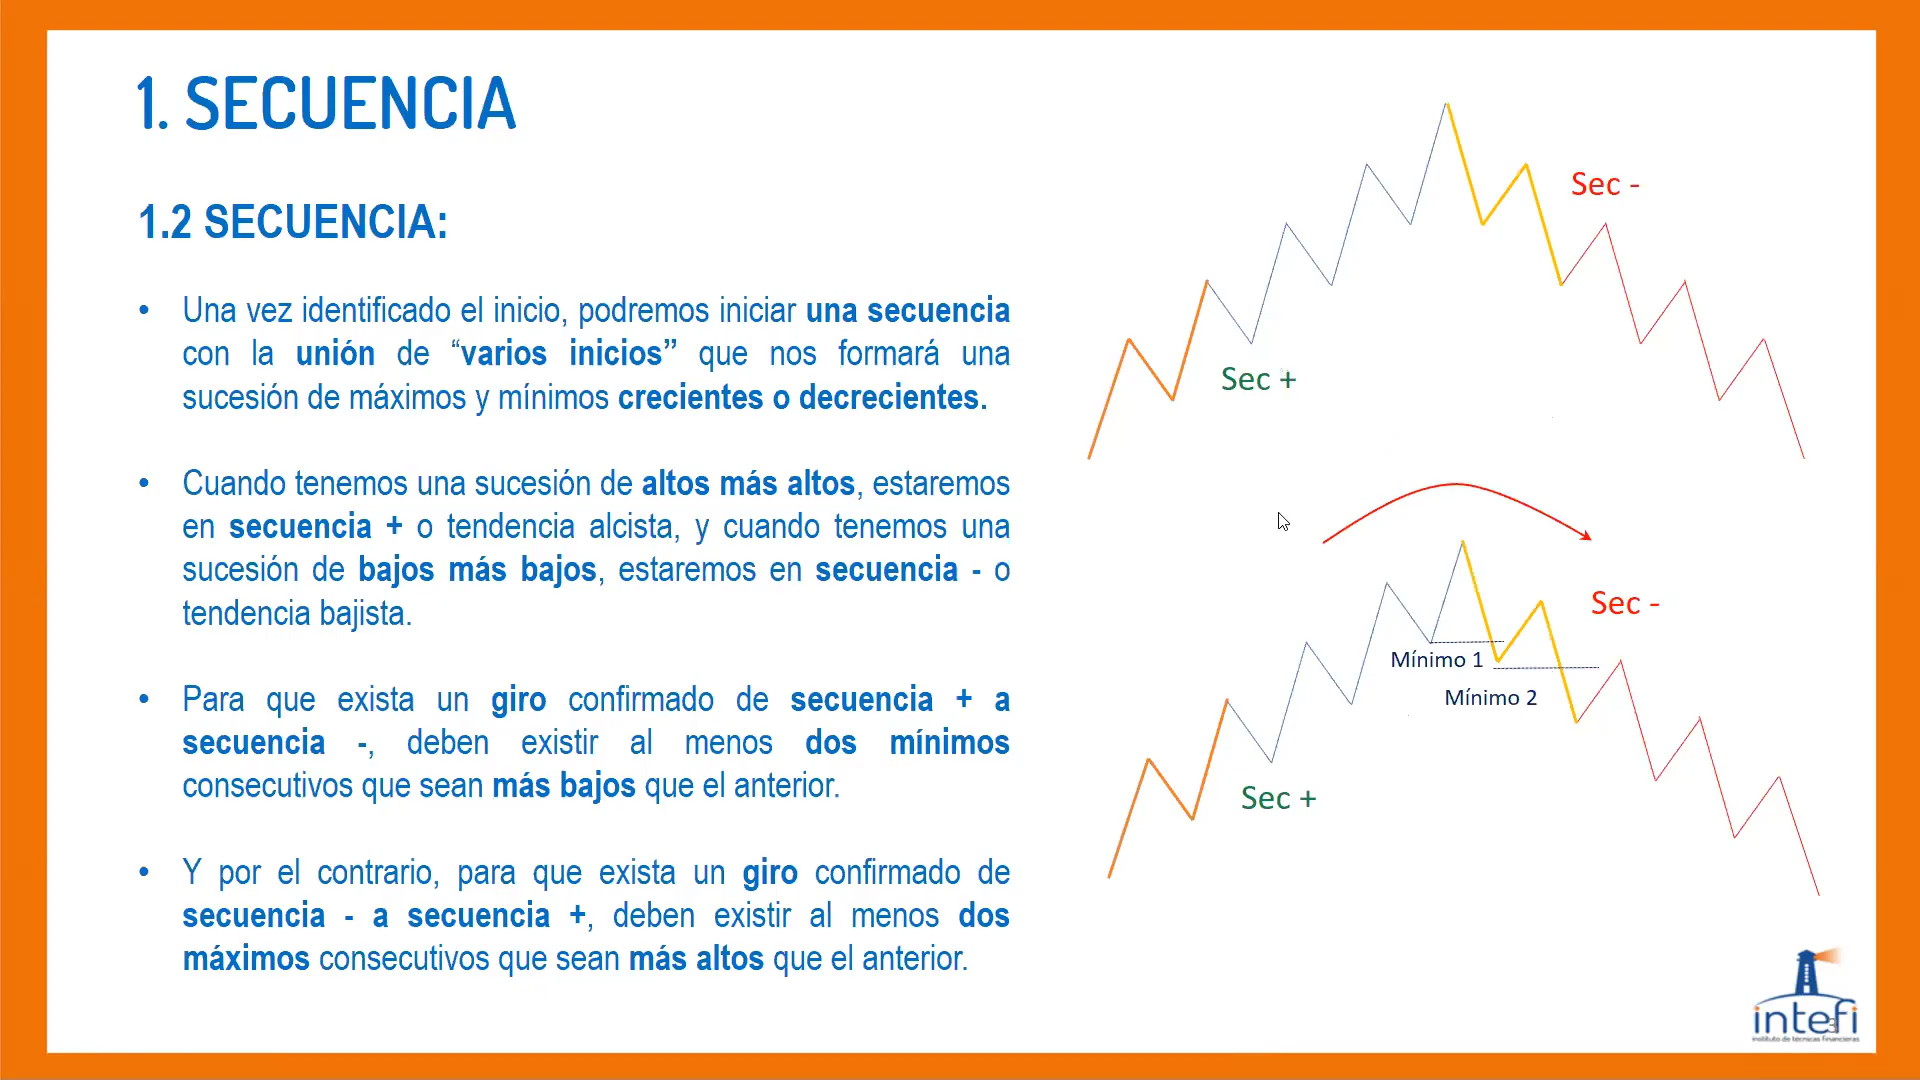 1. SECUENCIA
1.2 SECUENCIA:
• Una vez identificado el inicio, podremos iniciar una secuencia
con la unión de “varios inicios” que nos formará una
sucesión de máximos y mínimos crecientes o decrecientes.
• Cuando tenemos una sucesión de altos más altos, estaremos
en secuencia + o tendencia alcista, y cuando tenemos una
sucesión de bajos más bajos, estaremos en secuencia - o
tendencia bajista.
• Para que exista un giro confirmado de secuencia + a
secuencia -, deben existir al menos dos mínimos
consecutivos que sean más bajos que el anterior.
• Y por el contrario, para que exista un giro confirmado de
secuencia - a secuencia +, deben existir al menos dos
máximos consecutivos que sean más altos que el anterior.
Sec -
Sec +
Sec -
Mínimo 1
Mínimo 2
Sec +
intefi
instituto de técnicas financieras
3